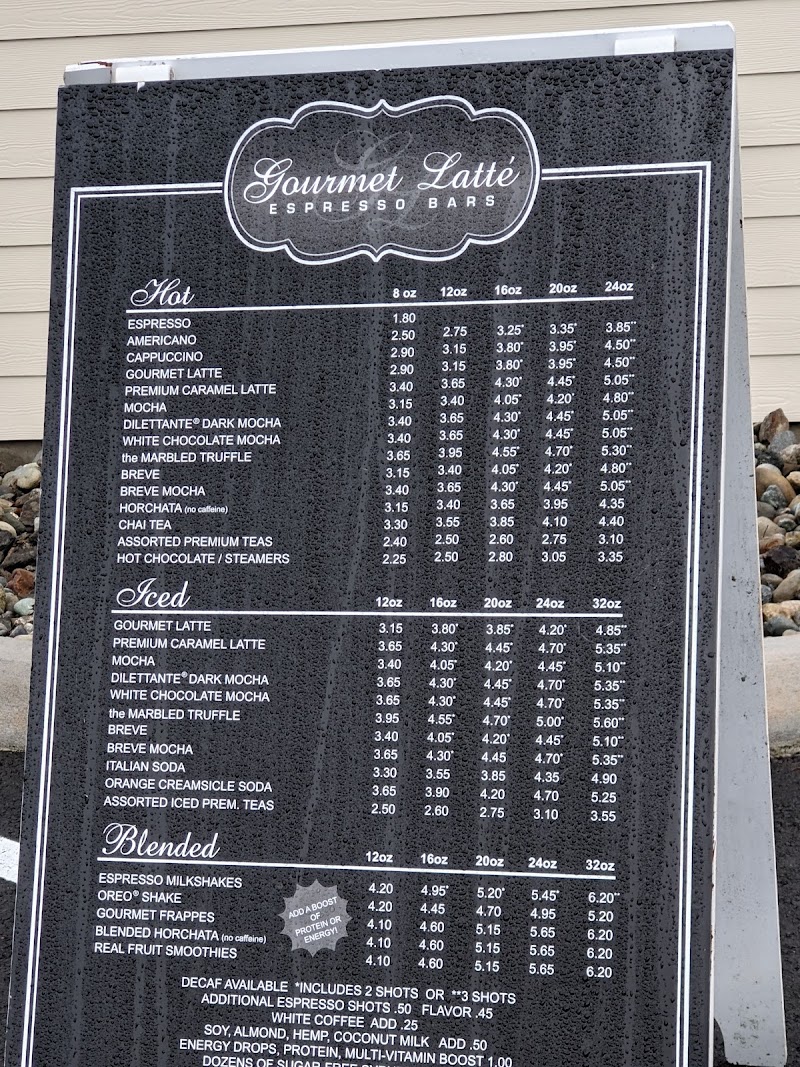 Gourmet Latté
ESPRESSO BARS
Hot 8 oz 12oz 16oz 20oz 24oz
ESPRESSO 1.80
AMERICANO 2.50 2.75 3.25* 3.35* 3.85**
CAPPUCCINO 2.90 3.15 3.80* 3.95* 4.50**
GOURMET LATTE 2.90 3.15 3.80* 3.95* 4.50**
PREMIUM CARAMEL LATTE 3.40 3.65 4.30* 4.45* 5.05**
MOCHA 3.15 3.40 4.05* 4.20* 4.80**
DILETTANTE® DARK MOCHA 3.40 3.65 4.30* 4.45* 5.05**
WHITE CHOCOLATE MOCHA 3.40 3.65 4.30* 4.45* 5.05**
the MARBLED TRUFFLE 3.65 3.95 4.55* 4.70* 5.30**
BREVE 3.15 3.40 4.05* 4.20* 4.80**
BREVE MOCHA 3.40 3.65 4.30* 4.45* 5.05**
HORCHATA (no caffeine) 3.15 3.40 3.65 3.95 4.35
CHAI TEA 3.30 3.55 3.85 4.10 4.40
ASSORTED PREMIUM TEAS 2.40 2.50 2.60 2.75 3.10
HOT CHOCOLATE / STEAMERS 2.25 2.50 2.80 3.05 3.35
Iced 12oz 16oz 20oz 24oz 32oz
GOURMET LATTE 3.15 3.80* 3.85* 4.20* 4.85**
PREMIUM CARAMEL LATTE 3.65 4.30* 4.45* 4.70* 5.35**
MOCHA 3.40 4.05* 4.20* 4.45* 5.10**
DILETTANTE® DARK MOCHA 3.65 4.30* 4.45* 4.70* 5.35**
WHITE CHOCOLATE MOCHA 3.65 4.30* 4.45* 4.70* 5.35**
the MARBLED TRUFFLE 3.95 4.55* 4.70* 5.00* 5.60**
BREVE 3.40 4.05* 4.20* 4.45* 5.10**
BREVE MOCHA 3.65 4.30* 4.45 4.70* 5.35**
ITALIAN SODA 3.30 3.55 3.85 4.35 4.90
ORANGE CREAMSICLE SODA 3.65 3.90 4.20 4.70 5.25
ASSORTED ICED PREM. TEAS 2.50 2.60 2.75 3.10 3.55
Blended 12oz 16oz 20oz 24oz 32oz
ESPRESSO MILKSHAKES 4.20 4.95* 5.20* 5.45* 6.20**
OREO® SHAKE 4.20 4.45 4.70 4.95 5.20
GOURMET FRAPPES 4.10 4.60 5.15 5.65 6.20
BLENDED HORCHATA (no caffeine) 4.10 4.60 5.15 5.65 6.20
REAL FRUIT SMOOTHIES 4.10 4.60 5.15 5.65 6.20
ADD A BOOST
OF
PROTEIN OR
ENERGY!
DECAF AVAILABLE *INCLUDES 2 SHOTS OR **3 SHOTS
ADDITIONAL ESPRESSO SHOTS .50 FLAVOR .45
WHITE COFFEE ADD .25
SOY, ALMOND, HEMP, COCONUT MILK ADD .50
ENERGY DROPS, PROTEIN, MULTI-VITAMIN BOOST 1.00
DOZENS OF SUGAR FREE